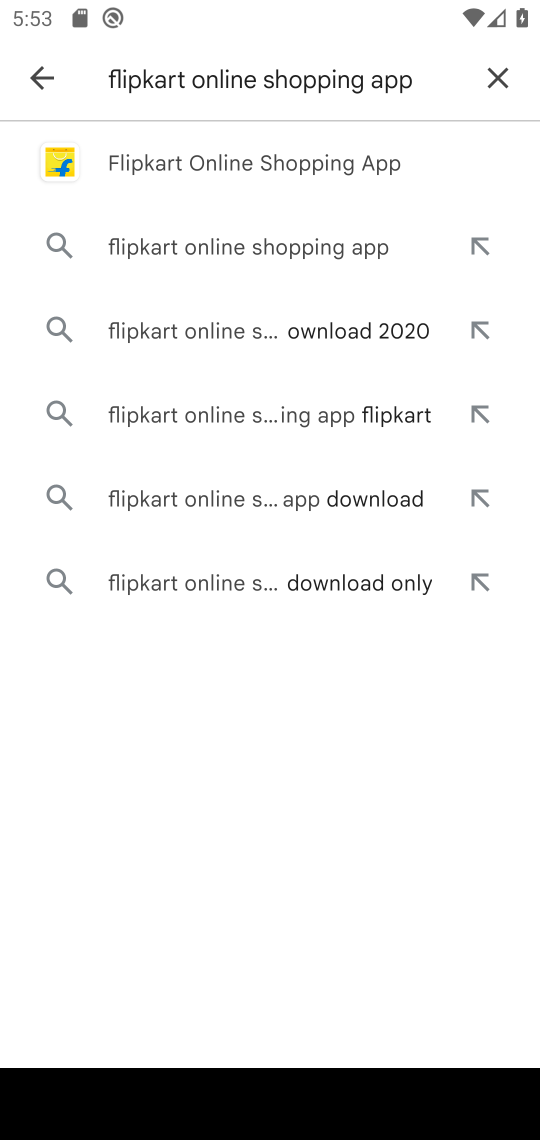 5:53
flipkart online shopping app
Flipkart Online Shopping App
flipkart online shopping app
flipkart online s... ownload 2020
flipkart online s...ing app flipkart
flipkart online s... app download
flipkart online s... download only